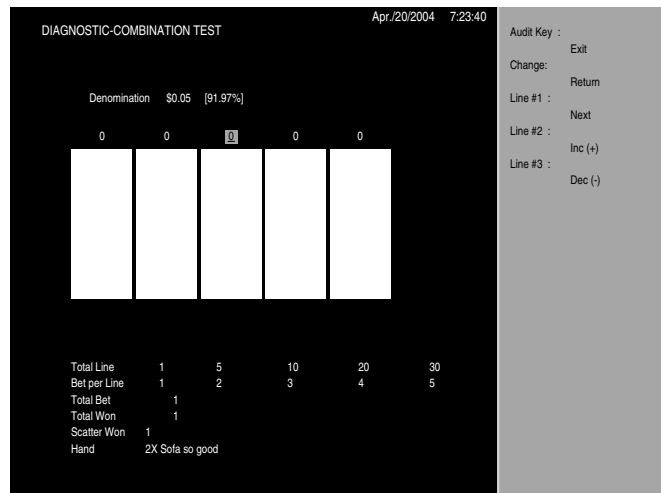 Apr./20/2004 7:23:40
DIAGNOSTIC-COMBINATION TEST
Denomination $0.05 [91.97%]
0 0 0 0 0
Total Line 1 5 10 20 30
Bet per Line 1 2 3 4 5
Total Bet 1
Total Won 1
Scatter Won 1
Hand 2X Sofa so good
Audit Key :
Exit
Change:
Return
Line #1 :
Next
Line #2 :
Inc (+)
Line #3 :
Dec (-)